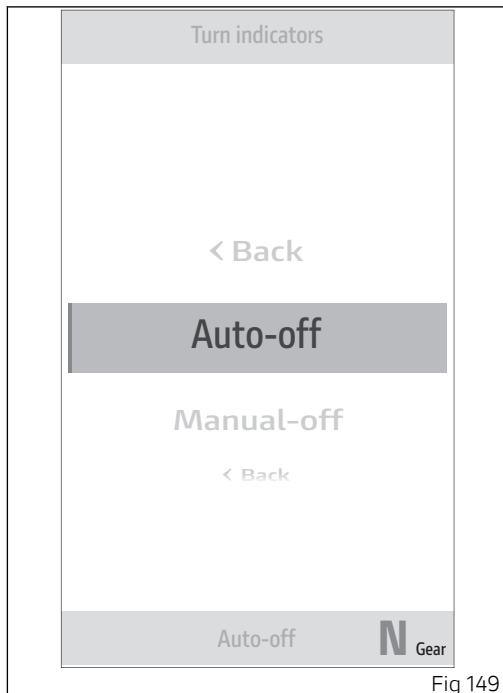 Turn indicators
< Back
Auto-off
Manual-off
< Back
Auto-off N Gear
Fig 149